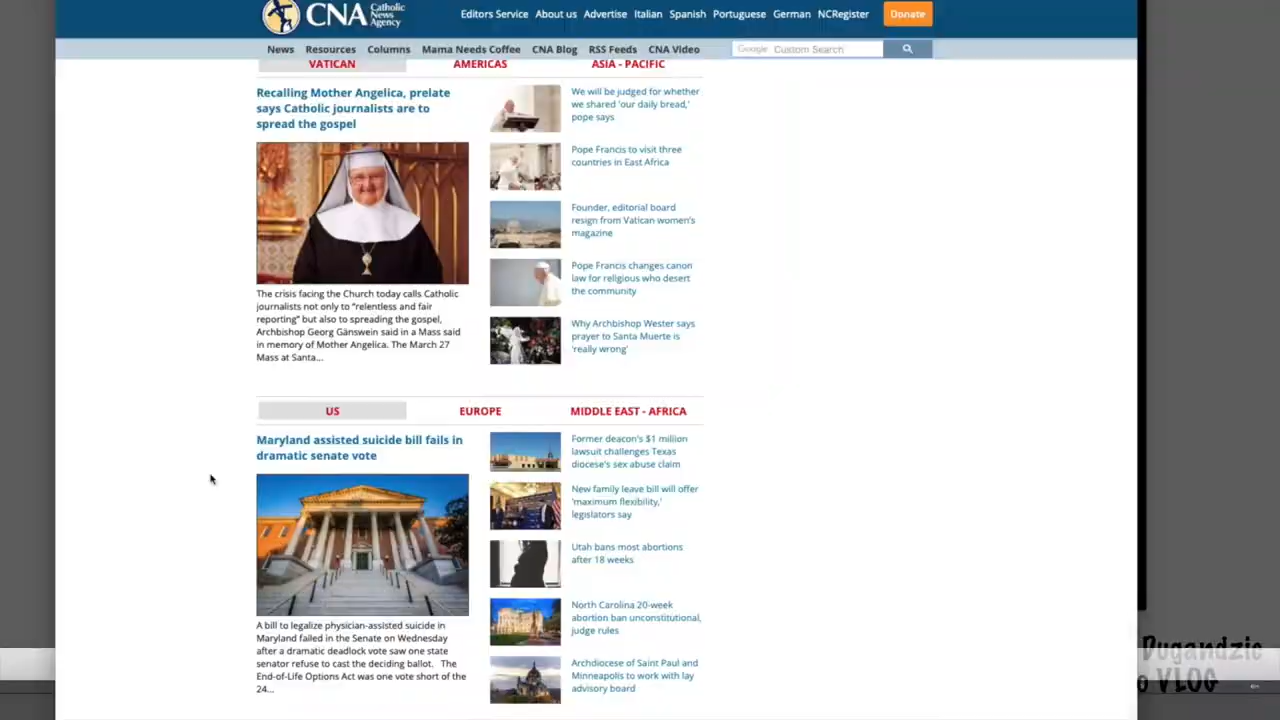 CNA Catholic
News
Agency
Editors Service About us Advertise Italian Spanish Portuguese German NCRegister Donate
News Resources Columns Mama Needs Coffee CNA Blog RSS Feeds CNA Video Google Custom Search
VATICAN AMERICAS ASIA - PACIFIC
Recalling Mother Angelica, prelate
says Catholic journalists are to
spread the gospel
The crisis facing the Church today calls Catholic
journalists not only to "relentless and fair
reporting" but also to spreading the gospel,
Archbishop Georg Gänswein said in a Mass said
in memory of Mother Angelica. The March 27
Mass at Santa...
We will be judged for whether
we shared 'our daily bread,'
pope says
Pope Francis to visit three
countries in East Africa
Founder, editorial board
resign from Vatican women's
magazine
Pope Francis changes canon
law for religious who desert
the community
Why Archbishop Wester says
prayer to Santa Muerte is
'really wrong'
US EUROPE MIDDLE EAST - AFRICA
Maryland assisted suicide bill fails in
dramatic senate vote
A bill to legalize physician-assisted suicide in
Maryland failed in the Senate on Wednesday
after a dramatic deadlock vote saw one state
senator refuse to cast the deciding ballot. The
End-of-Life Options Act was one vote short of the
24...
Former deacon's $1 million
lawsuit challenges Texas
diocese's sex abuse claim
New family leave bill will offer
'maximum flexibility,'
legislators say
Utah bans most abortions
after 18 weeks
North Carolina 20-week
abortion ban unconstitutional,
judge rules
Archdiocese of Saint Paul and
Minneapolis to work with lay
advisory board
Dugandzic
o VLOG